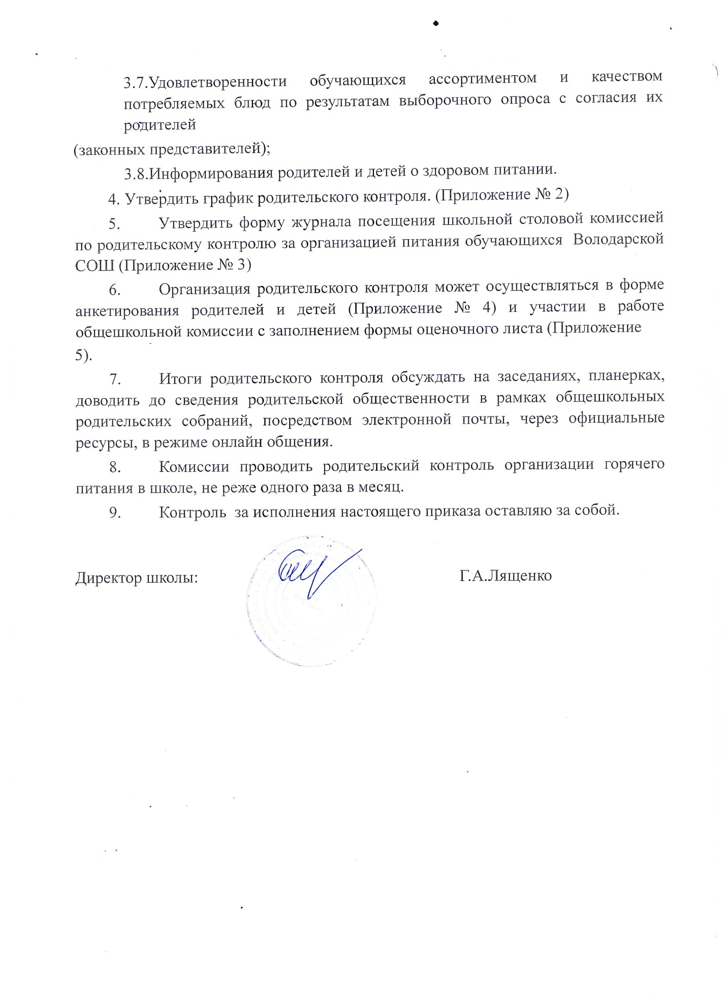 3.7.Удовлетворенности обучающихся ассортиментом и качеством
потребляемых блюд по результатам выборочного опроса с согласия их
родителей
(законных представителей);
3.8.Информирования родителей и детей о здоровом питании.
4. Утвердить график родительского контроля. (Приложение № 2)
5. Утвердить форму журнала посещения школьной столовой комиссией
по родительскому контролю за организацией питания обучающихся Володарской
СОШ (Приложение № 3)
6. Организация родительского контроля может осуществляться в форме
анкетирования родителей и детей (Приложение № 4) и участии в работе
общешкольной комиссии с заполнением формы оценочного листа (Приложение
5).
7. Итоги родительского контроля обсуждать на заседаниях, планерках,
доводить до сведения родительской общественности в рамках общешкольных
родительских собраний, посредством электронной почты, через официальные
ресурсы, в режиме онлайн общения.
8. Комиссии проводить родительский контроль организации горячего
питания в школе, не реже одного раза в месяц.
9. Контроль за исполнения настоящего приказа оставляю за собой.
Директор школы: Г.А.Лященко